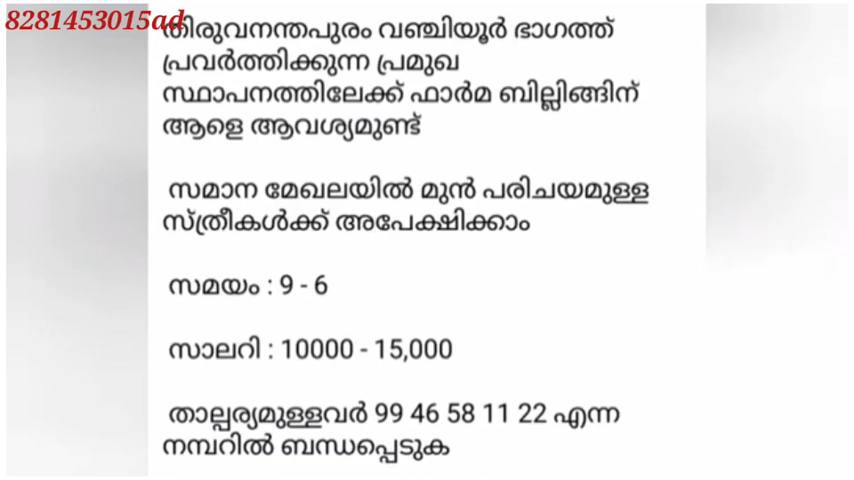 8281453015ad
തിരുവനന്തപുരം വഞ്ചിയൂർ ഭാഗത്ത്
പ്രവർത്തിക്കുന്ന പ്രമുഖ
സ്ഥാപനത്തിലേക്ക് ഫാർമ ബില്ലിങ്ങിന്
ആളെ ആവശ്യമുണ്ട്
സമാന മേഖലയിൽ മുൻ പരിചയമുള്ള
സ്ത്രീകൾക്ക് അപേക്ഷിക്കാം
സമയം : 9 - 6
സാലറി : 10000 - 15,000
താല്പര്യമുള്ളവർ 99 46 58 11 22 എന്ന
നമ്പറിൽ ബന്ധപ്പെടുക